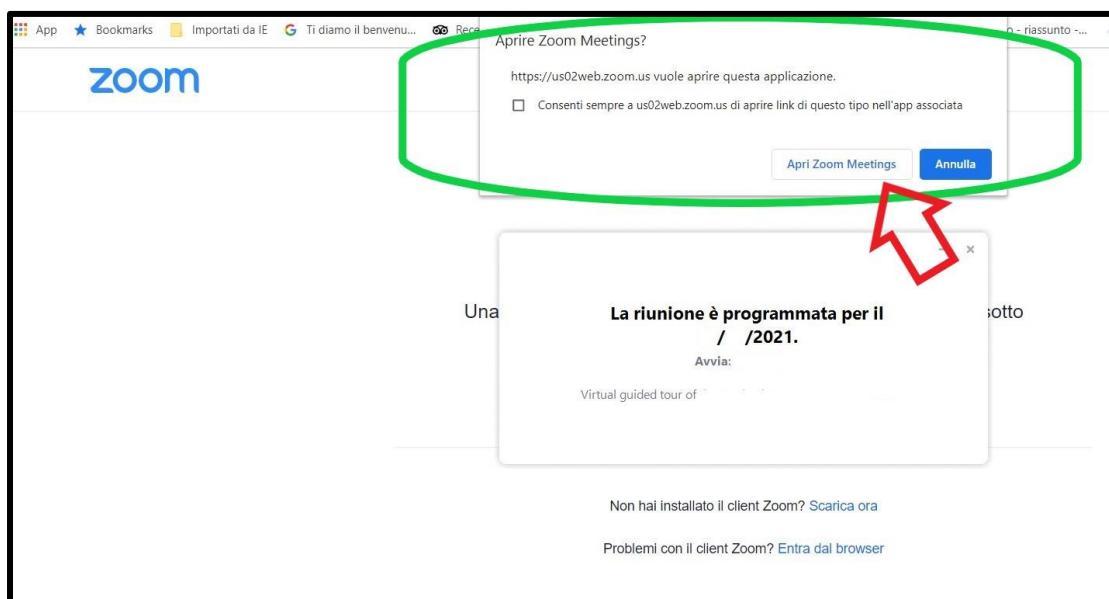 App Bookmarks Importati da IE Ti diamo il benvenu... Rece o - riassunto -...
Aprire Zoom Meetings?
zoom
https://us02web.zoom.us vuole aprire questa applicazione.
Consenti sempre a us02web.zoom.us di aprire link di questo tipo nell'app associata
Apri Zoom Meetings Annulla
Una sotto
La riunione è programmata per il
/ /2021.
Avvia:
Virtual guided tour of
Non hai installato il client Zoom? Scarica ora
Problemi con il client Zoom? Entra dal browser